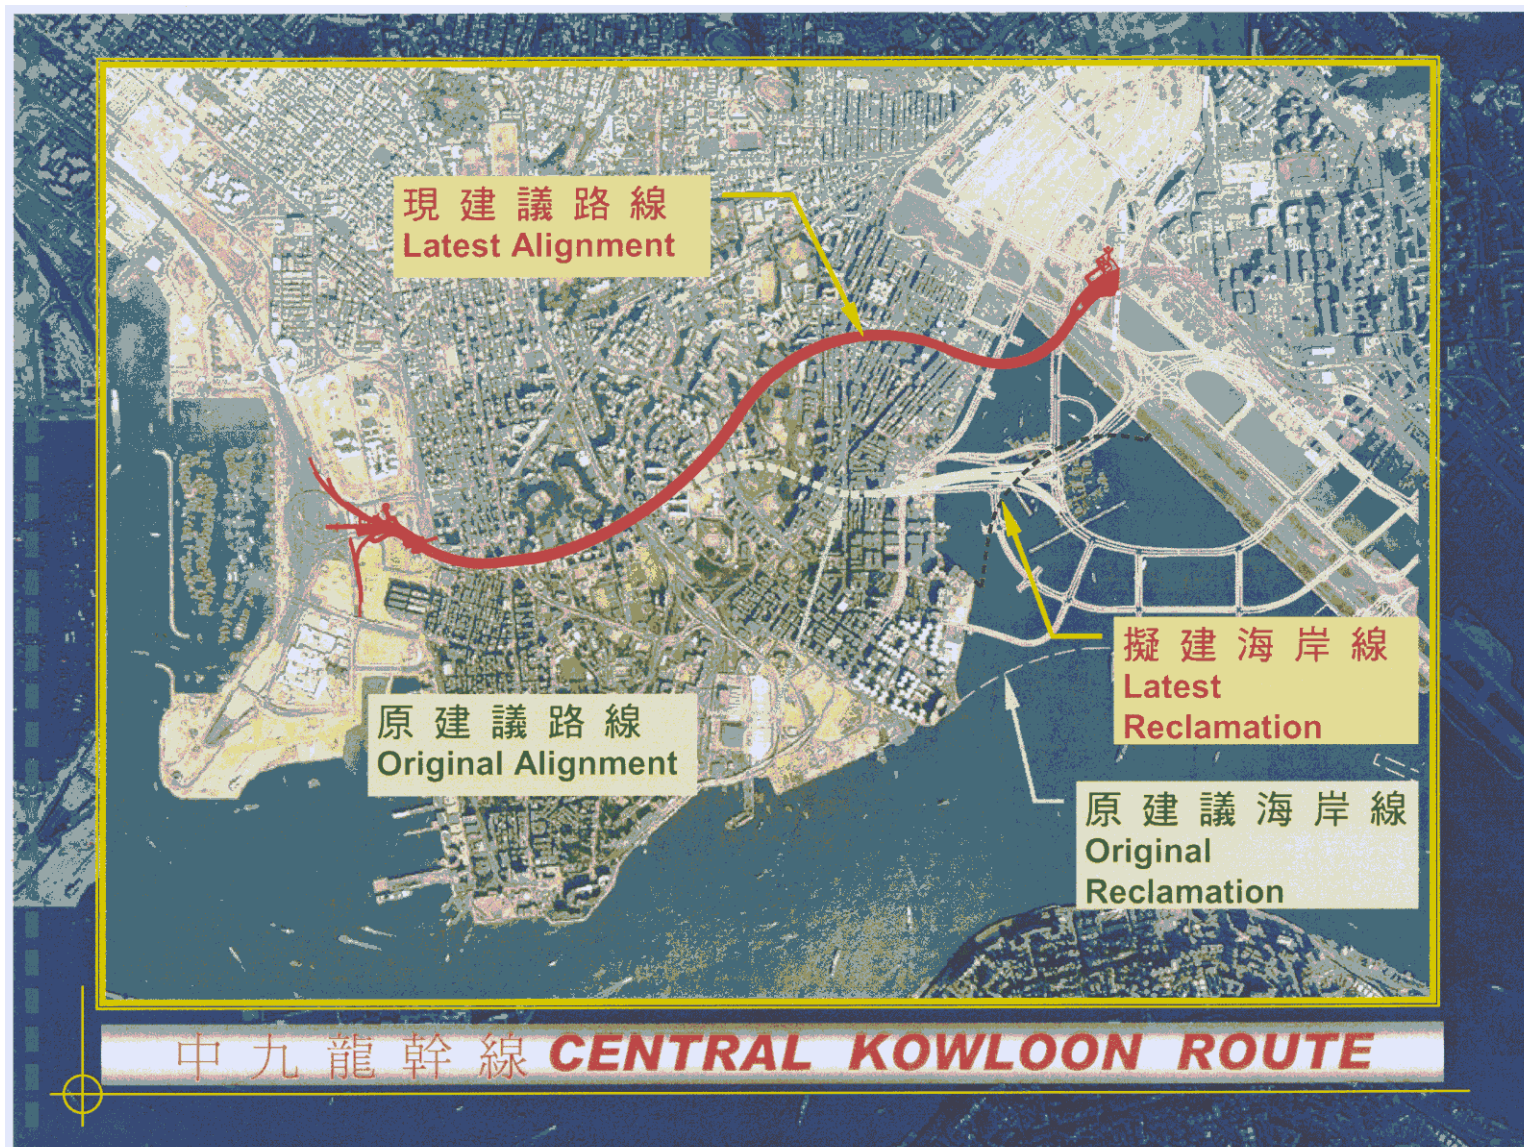 現建議路線
Latest Alignment
擬建海岸線
Latest
Reclamation
原建議路線
Original Alignment
原建議海岸線
Original
Reclamation
中九龍幹線 CENTRAL KOWLOON ROUTE